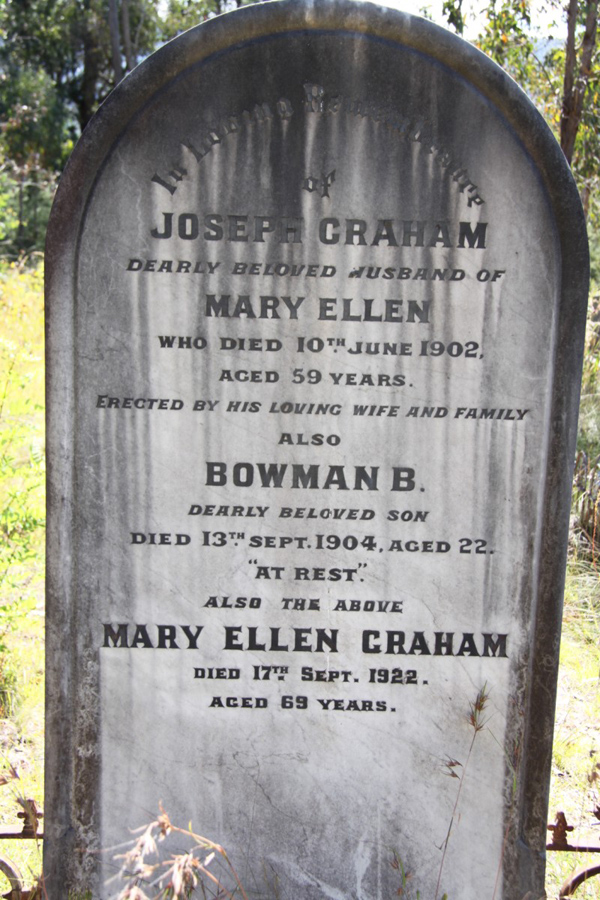 In Loving Remembrance
of
JOSEPH GRAHAM
DEARLY BELOVED HUSBAND OF
MARY ELLEN
WHO DIED 10TH. JUNE 1902,
AGED 59 YEARS.
ERECTED BY HIS LOVING WIFE AND FAMILY
ALSO
BOWMAN B.
DEARLY BELOVED SON
DIED 13TH. SEPT. 1904, AGED 22.
"AT REST".
ALSO THE ABOVE
MARY ELLEN GRAHAM
DIED 17TH. SEPT. 1922.
AGED 69 YEARS.